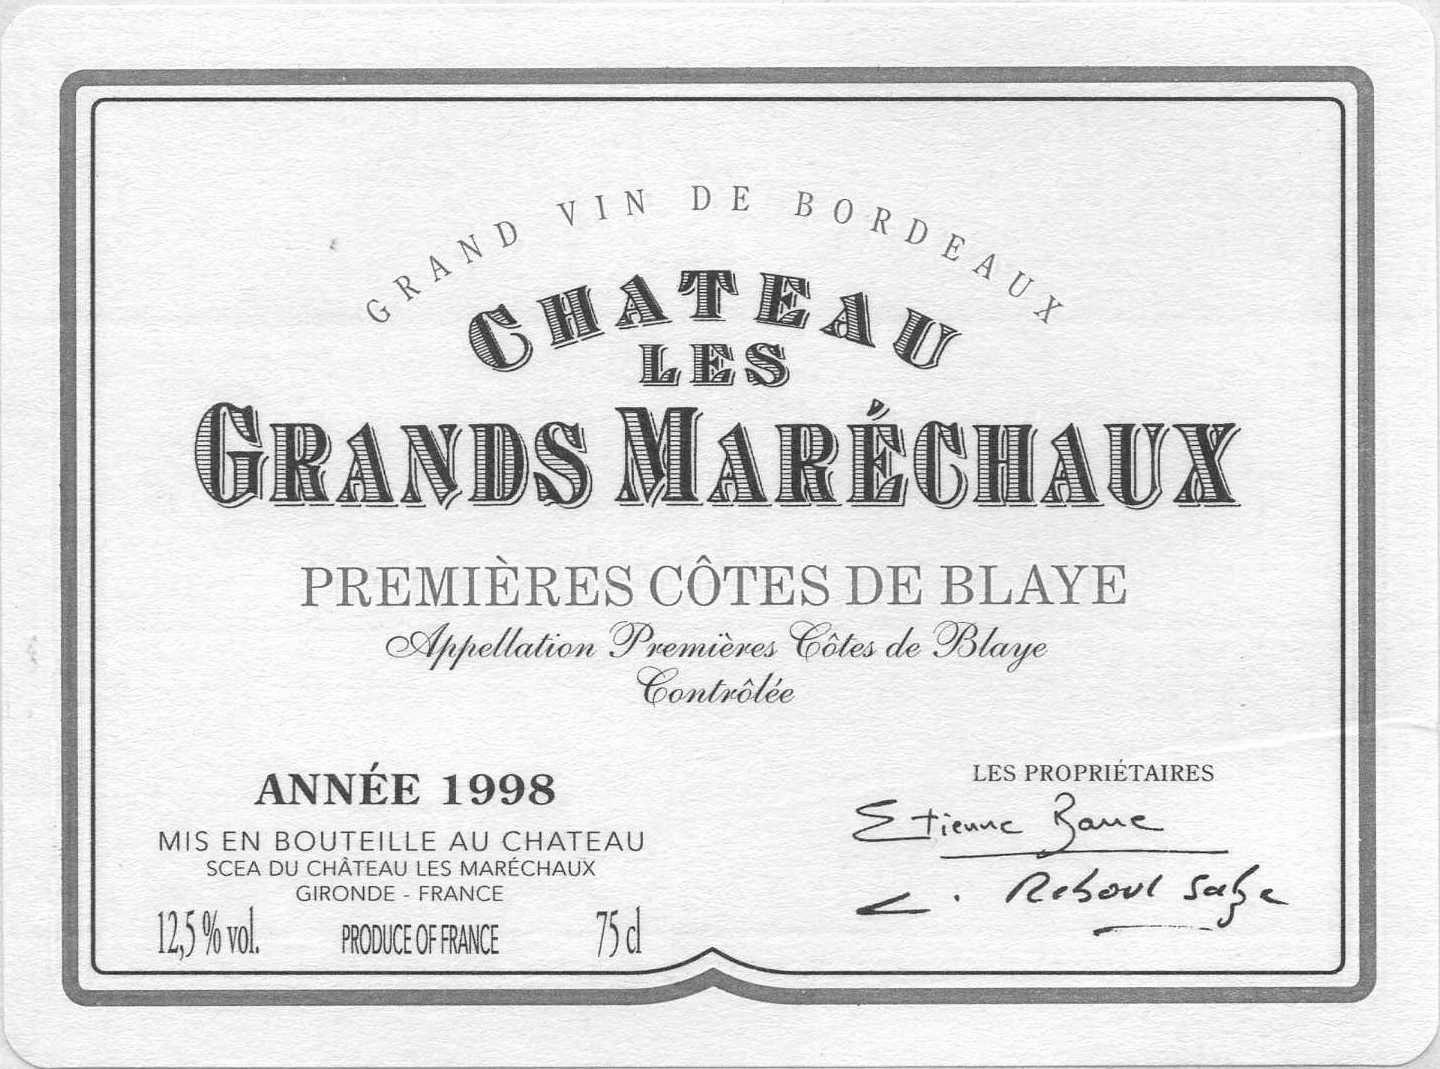 GRAND VIN DE BORDEAUX
CHATEAU
LES
GRANDS MARÉCHAUX
PREMIÈRES CÔTES DE BLAYE
Appellation Premières Côtes de Blaye
Contrôlée
ANNÉE 1998
MIS EN BOUTEILLE AU CHATEAU
SCEA DU CHÂTEAU LES MARÉCHAUX
GIRONDE - FRANCE
12,5 % vol. PRODUCE OF FRANCE 75 cl
LES PROPRIÉTAIRES
Etienne
Reboul